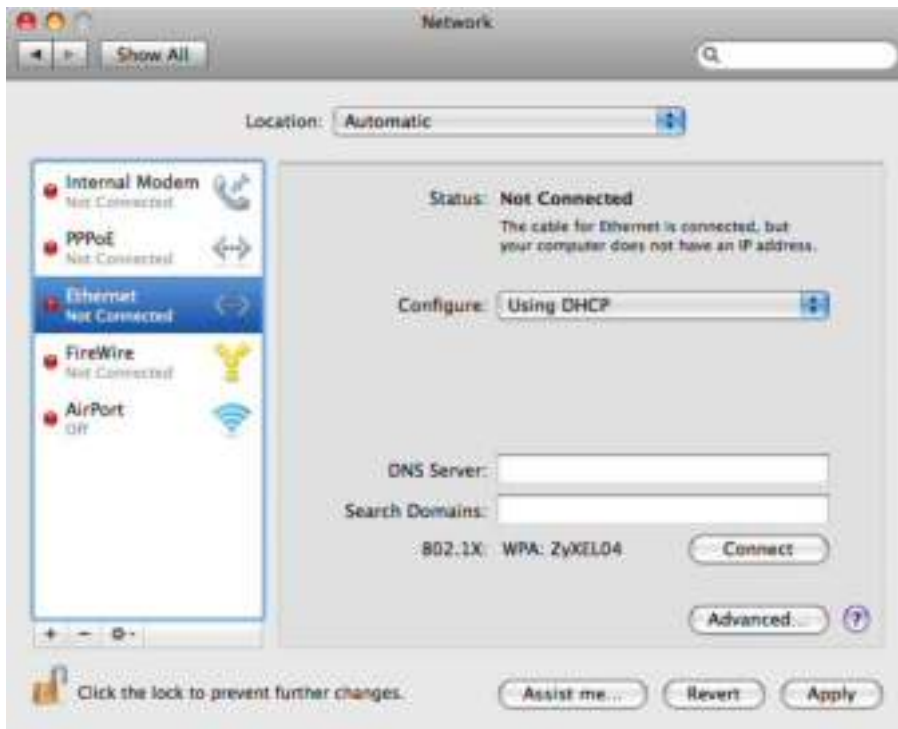 Network
Show All
Location: Automatic
Internal Modem
Not Connected
PPPoE
Not Connected
Ethernet
Not Connected
FireWire
Not Connected
AirPort
Off
Status: Not Connected
The cable for Ethernet is connected, but
your computer does not have an IP address.
Configure: Using DHCP
DNS Server:
Search Domains:
802.1X: WPA: ZyXEL04 Connect
Advanced... ?
Click the lock to prevent further changes.
Assist me... Revert Apply